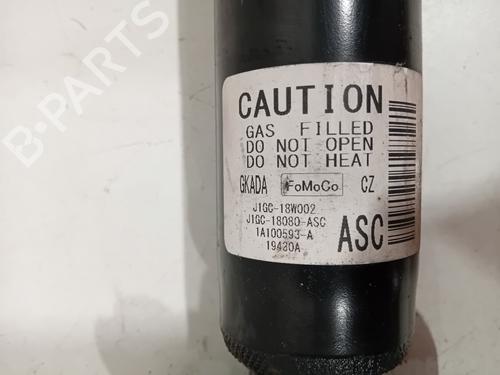 B-PARTS
CAUTION
GAS FILLED
DO NOT OPEN
DO NOT HEAT
GKADA FoMoCo CZ
J1GC-18W002
J1GC-18080-ASC
1A100593-A
19430A
ASC